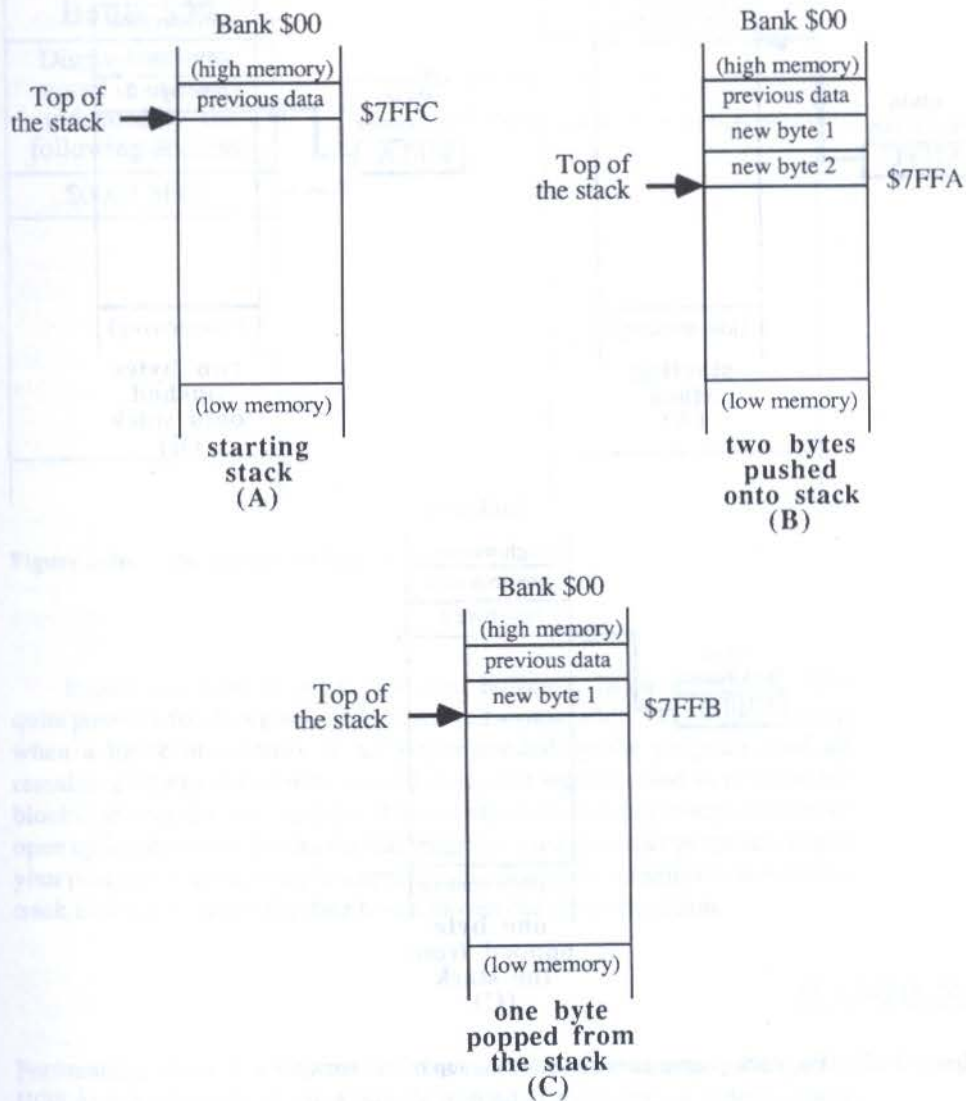 Bank $00
(high memory)
previous data
Top of
the stack
$7FFC
(low memory)
starting
stack
(A)
Bank $00
(high memory)
previous data
new byte 1
new byte 2
Top of
the stack
$7FFA
(low memory)
two bytes
pushed
onto stack
(B)
Bank $00
(high memory)
previous data
new byte 1
Top of
the stack
$7FFB
(low memory)
one byte
popped from
the stack
(C)